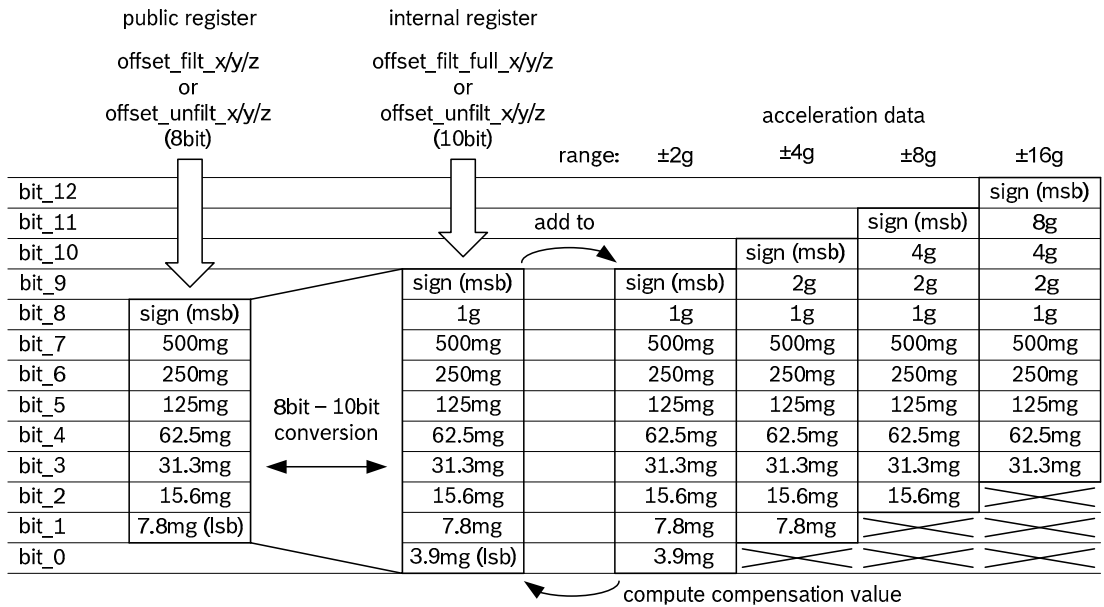 public register internal register
offset_filt_x/y/z offset_filt_full_x/y/z
or or
offset_unfilt_x/y/z offset_unfilt_x/y/z
(8bit) (10bit) acceleration data
range: ±2g ±4g ±8g ±16g
bit_12 sign (msb)
bit_11 add to sign (msb) 8g
bit_10 sign (msb) 4g 4g
bit_9 sign (msb) sign (msb) 2g 2g 2g
bit_8 sign (msb) 1g 1g 1g 1g 1g
bit_7 500mg 500mg 500mg 500mg 500mg 500mg
bit_6 250mg 250mg 250mg 250mg 250mg 250mg
bit_5 125mg 125mg 125mg 125mg 125mg 125mg
8bit – 10bit
bit_4 62.5mg conversion 62.5mg 62.5mg 62.5mg 62.5mg 62.5mg
bit_3 31.3mg 31.3mg 31.3mg 31.3mg 31.3mg 31.3mg
bit_2 15.6mg 15.6mg 15.6mg 15.6mg 15.6mg
bit_1 7.8mg (lsb) 7.8mg 7.8mg 7.8mg
bit_0 3.9mg (lsb) 3.9mg
compute compensation value